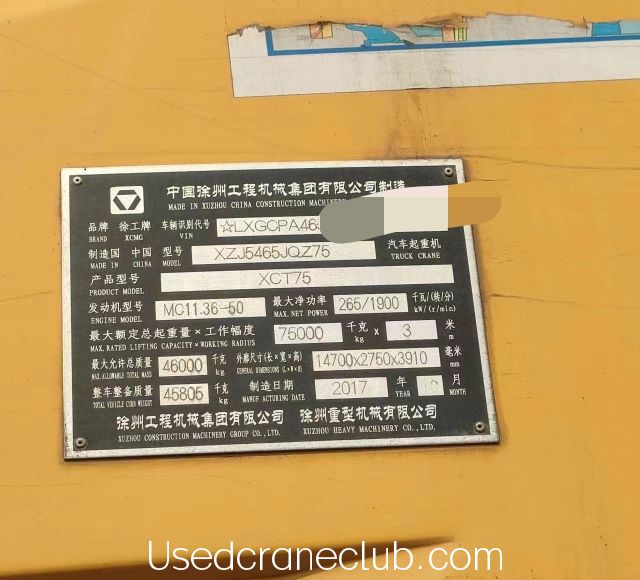 中国徐州工程机械集团有限公司制造
MADE IN XUZHOU CHINA CONSTRUCTION MACHINERY
品牌 徐工牌 车辆识别代号 ☆LXGCPA46
BRAND XCMG VIN
制造国 中国 型号 XZJ5465JQZ75 汽车起重机
MADE IN CHINA MODEL TRUCK CRANE
产品型号 XCT75
PRODUCT MODEL
发动机型号 MC11.36-50 最大净功率 265/1900 千瓦/(转/分)
ENGINE MODEL MAX. NET POWER kW/(r/min)
最大额定总起重量×工作幅度 75000 千克 x 3 米
MAX. RATED LIFTING CAPACITY×WORKING RADIUS kg m
最大允许总质量 46000 千克 外廓尺寸(长×宽×高) 14700x2750x3910 毫米
MAX. ALLOWABLE TOTAL MASS kg GENERAL DIMENSIONS (L×W×H) mm
整车整备质量 45805 千克 制造日期 2017 年 月
TOTAL VEHICLE CURB WEIGHT kg MANUFACTURING DATE YEAR MONTH
徐州工程机械集团有限公司 徐州重型机械有限公司
XUZHOU CONSTRUCTION MACHINERY GROUP CO., LTD. XUZHOU HEAVY MACHINERY CO., LTD.
Usedcraneclub.com